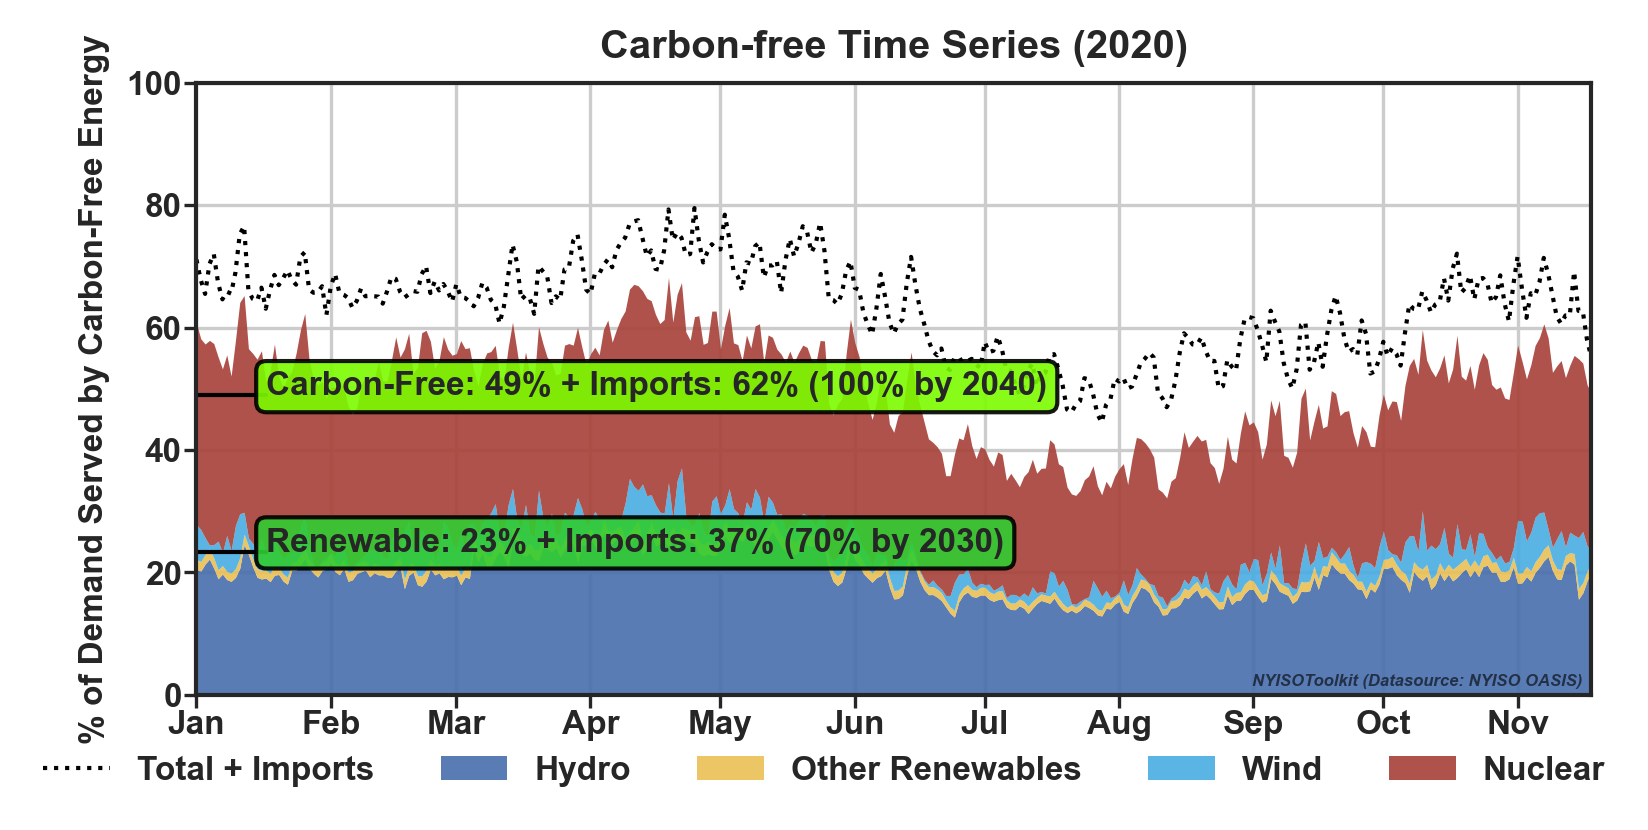 Carbon-free Time Series (2020)
% of Demand Served by Carbon-Free Energy
100
80
60
40
20
0
Carbon-Free: 49% + Imports: 62% (100% by 2040)
Renewable: 23% + Imports: 37% (70% by 2030)
NYISOToolkit (Datasource: NYISO OASIS)
Jan Feb Mar Apr May Jun Jul Aug Sep Oct Nov
Total + Imports Hydro Other Renewables Wind Nuclear